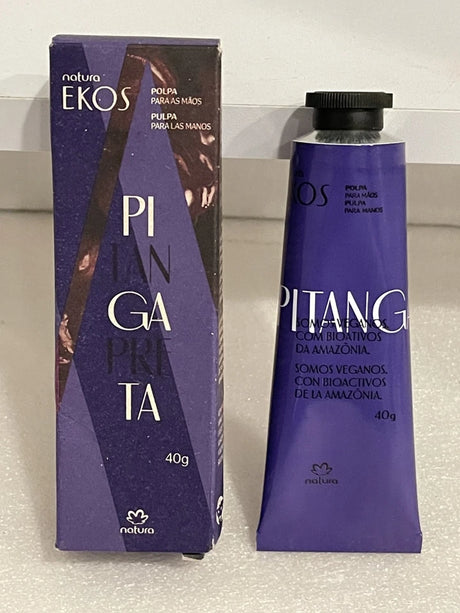 natura
EKOS
POLPA
PARA AS MÃOS
PULPA
PARA LAS MANOS
PI
TAN
GA
PRE
TA
40g
natura
OS
POLPA
PARA MÃOS
PULPA
PARA MANOS
PITANGA
SOMOS VEGANOS.
COM BIOATIVOS
DA AMAZÔNIA.
SOMOS VEGANOS.
CON BIOACTIVOS
DE LA AMAZONÍA.
40g
natura